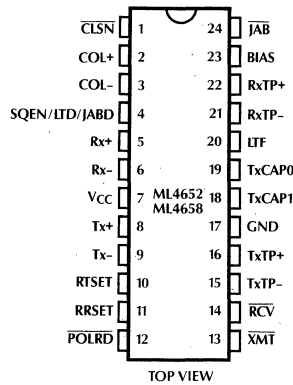 CLSN 1 24 JAB
COL+ 2 23 BIAS
COL– 3 22 RxTP+
SQEN/LTD/JABD 4 21 RxTP–
Rx+ 5 20 LTF
Rx– 6 19 TxCAP0
VCC 7 ML4652 18 TxCAP1
ML4658
Tx+ 8 17 GND
Tx– 9 16 TxTP+
RTSET 10 15 TxTP–
RRSET 11 14 RCV
POLRD 12 13 XMT
TOP VIEW